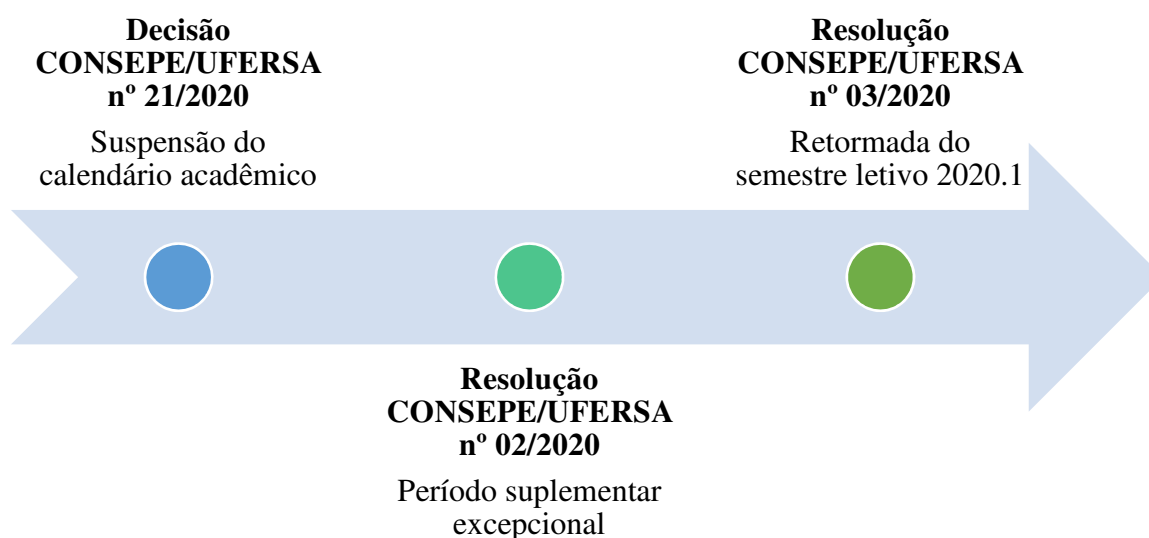 Decisão
CONSEPE/UFERSA
nº 21/2020
Suspensão do
calendário acadêmico
Resolução
CONSEPE/UFERSA
nº 02/2020
Período suplementar
excepcional
Resolução
CONSEPE/UFERSA
nº 03/2020
Retormada do
semestre letivo 2020.1